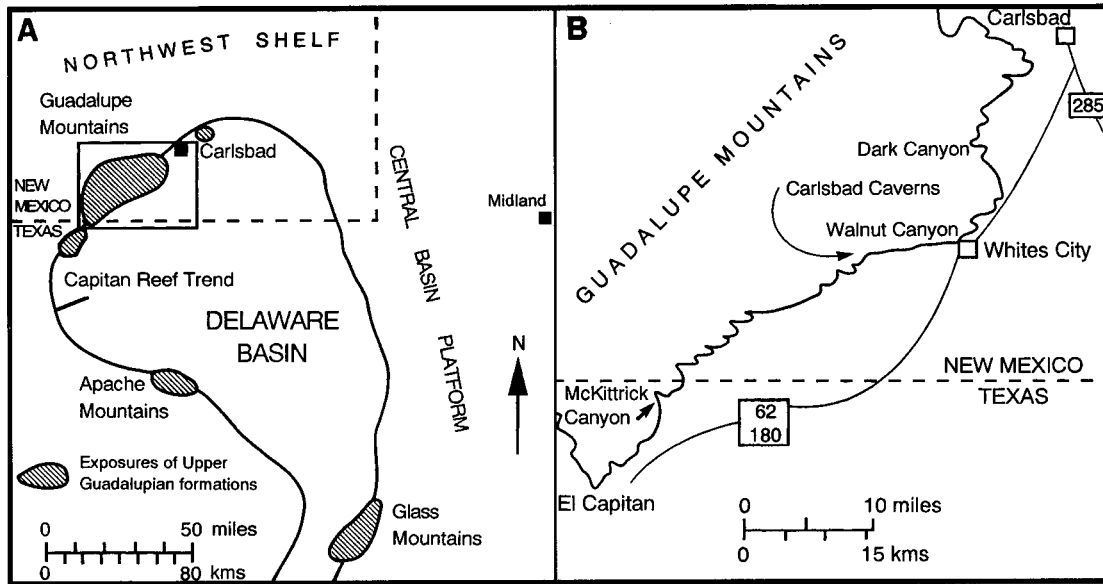 A
NORTHWEST SHELF
Guadalupe
Mountains
Carlsbad
NEW
MEXICO
TEXAS
CENTRAL BASIN PLATFORM
Midland
Capitan Reef Trend
DELAWARE
BASIN
N
Apache
Mountains
Exposures of Upper
Guadalupian formations
Glass
Mountains
0 50 miles
0 80 kms
B
Carlsbad
GUADALUPE MOUNTAINS
285
Dark Canyon
Carlsbad Caverns
Walnut Canyon
Whites City
NEW MEXICO
TEXAS
McKittrick
Canyon
62
180
El Capitan
0 10 miles
0 15 kms